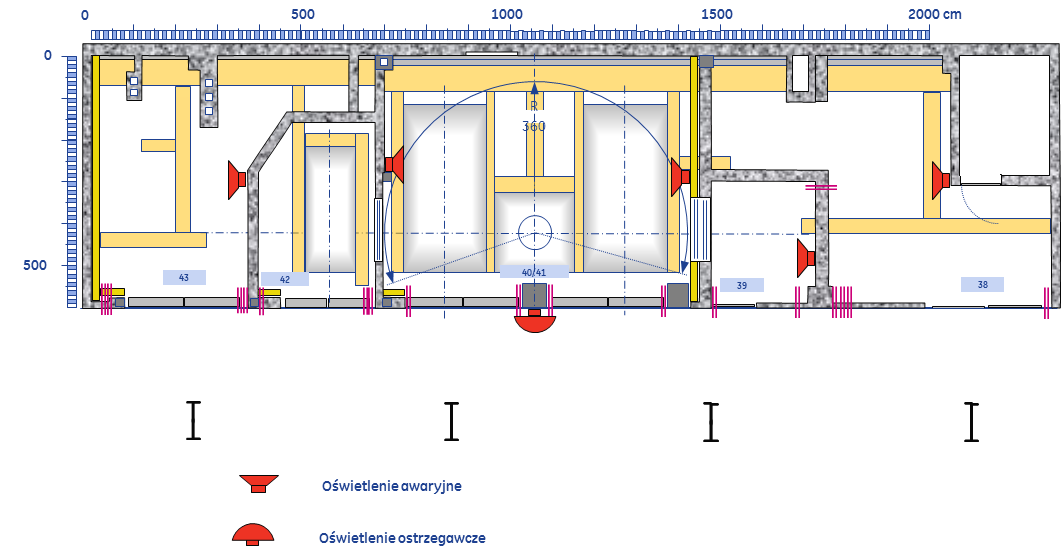 0 500 1000 1500 2000 cm
0
R
360
500
43
42
40/41
39
38
Oświetlenie awaryjne
Oświetlenie ostrzegawcze